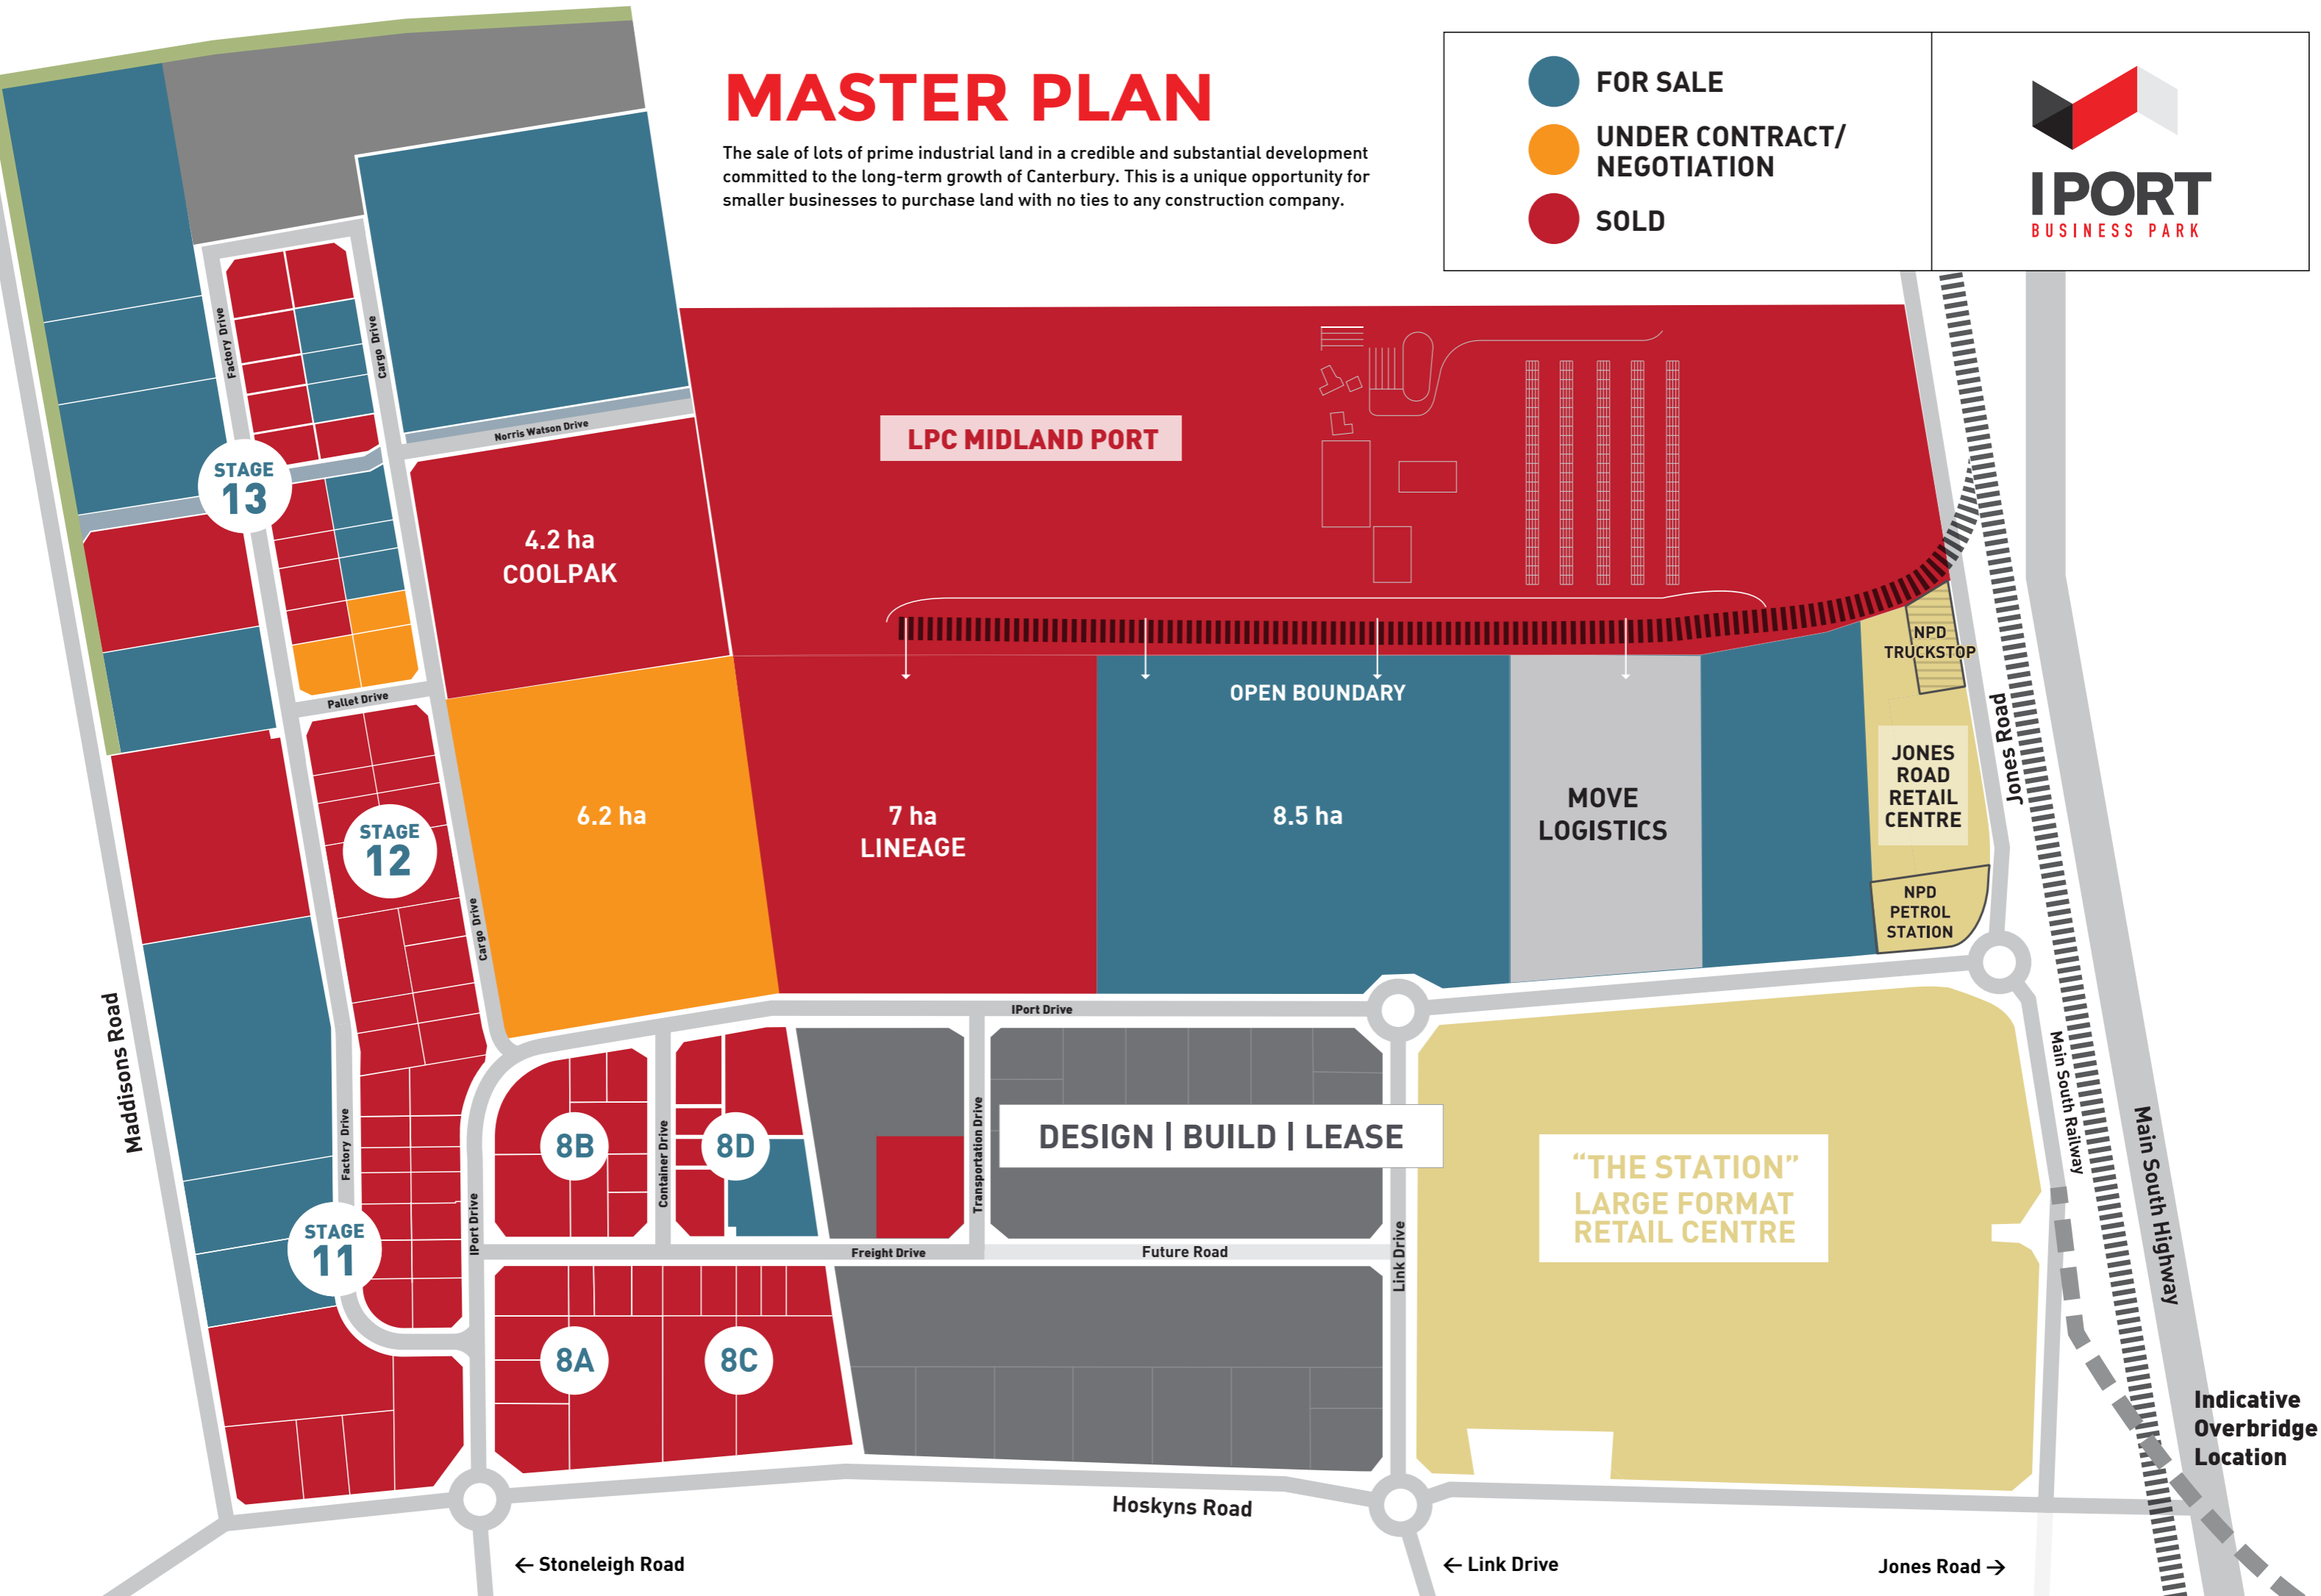 MASTER PLAN
The sale of lots of prime industrial land in a credible and substantial development
committed to the long-term growth of Canterbury. This is a unique opportunity for
smaller businesses to purchase land with no ties to any construction company.
FOR SALE
UNDER CONTRACT/
NEGOTIATION
SOLD
IPORT
BUSINESS PARK
Factory Drive
Cargo Drive
Norris Watson Drive
LPC MIDLAND PORT
STAGE
13
4.2 ha
COOLPAK
NPD
TRUCKSTOP
Pallet Drive
OPEN BOUNDARY
Jones Road
JONES
ROAD
RETAIL
CENTRE
STAGE
12
6.2 ha
7 ha
LINEAGE
8.5 ha
MOVE
LOGISTICS
NPD
PETROL
STATION
Cargo Drive
Maddisons Road
IPort Drive
Main South Railway
Main South Highway
Factory Drive
8B
Container Drive
8D
Transportation Drive
DESIGN | BUILD | LEASE
“THE STATION”
LARGE FORMAT
RETAIL CENTRE
STAGE
11
IPort Drive
Freight Drive
Future Road
Link Drive
8A
8C
Indicative
Overbridge
Location
Hoskyns Road
← Stoneleigh Road
← Link Drive
Jones Road →